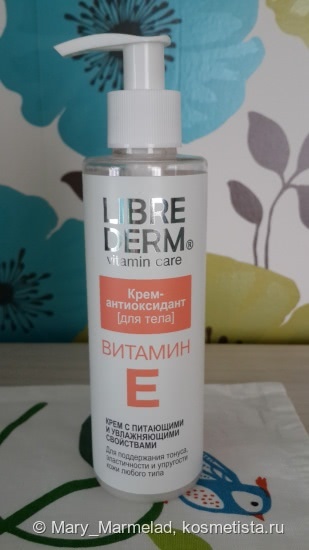 LIBRE
DERM®
vitamin care
Крем-
антиоксидант
[для тела]
ВИТАМИН
E
КРЕМ С ПИТАЮЩИМИ
И УВЛАЖНЯЮЩИМИ
СВОЙСТВАМИ
Для поддержания тонуса,
эластичности и упругости
кожи любого типа
© Mary_Marmelad, kosmetista.ru